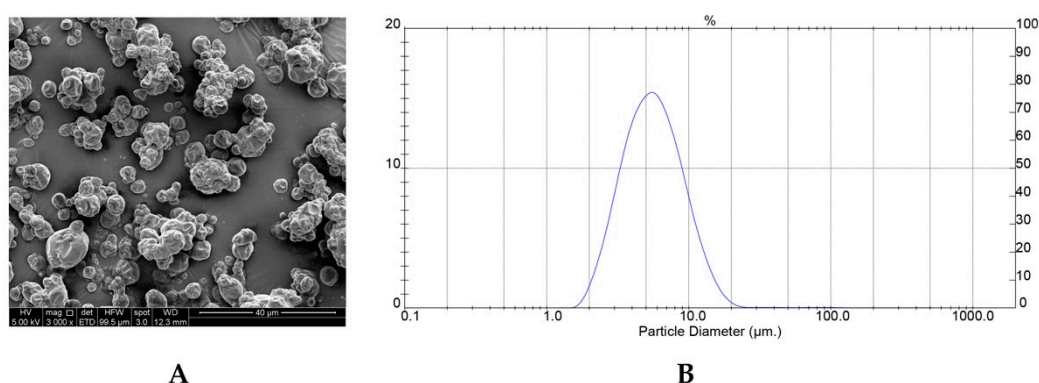 HV mag □ det HFW spot WD
5.00 kV 3 000 x ETD 99.5 µm 3.0 12.3 mm
40 µm
A
%
20
10
0
100
90
80
70
60
50
40
30
20
10
0
0.1 1.0 10.0 100.0 1000.0
Particle Diameter (µm.)
B